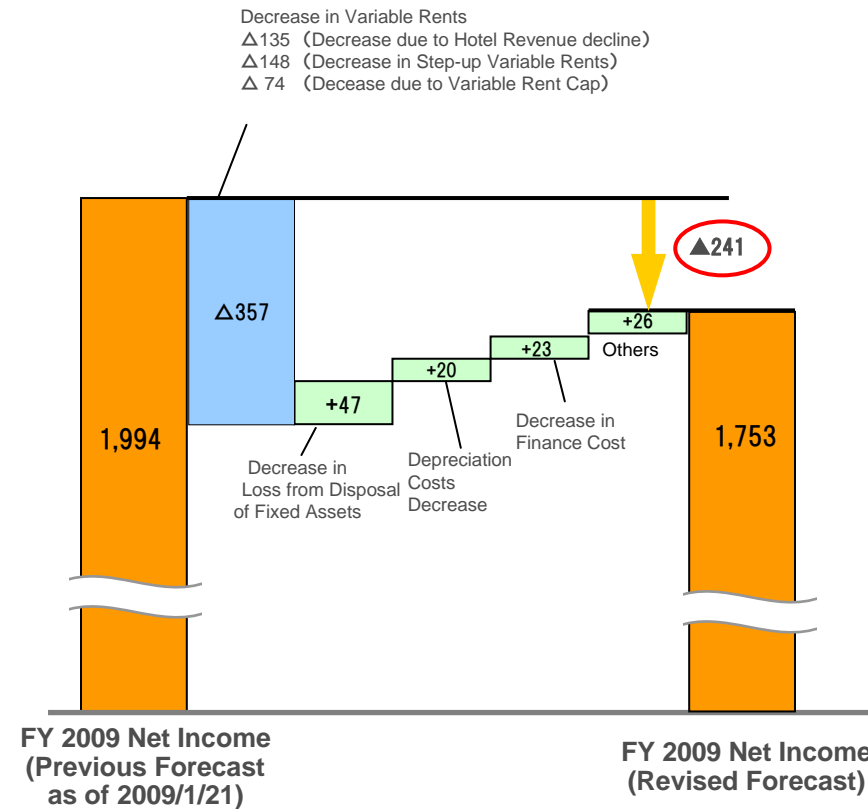 Decrease in Variable Rents
△135 （Decrease due to Hotel Revenue decline）
△148 （Decrease in Step-up Variable Rents）
△ 74 （Decease due to Variable Rent Cap）
▲241
△357
+26
Others
+23
+20
+47
1,994
1,753
Decrease in
Finance Cost
Depreciation
Costs
Decrease
Decrease in
Loss from Disposal
of Fixed Assets
FY 2009 Net Income
(Previous Forecast
as of 2009/1/21)
FY 2009 Net Income
(Revised Forecast)